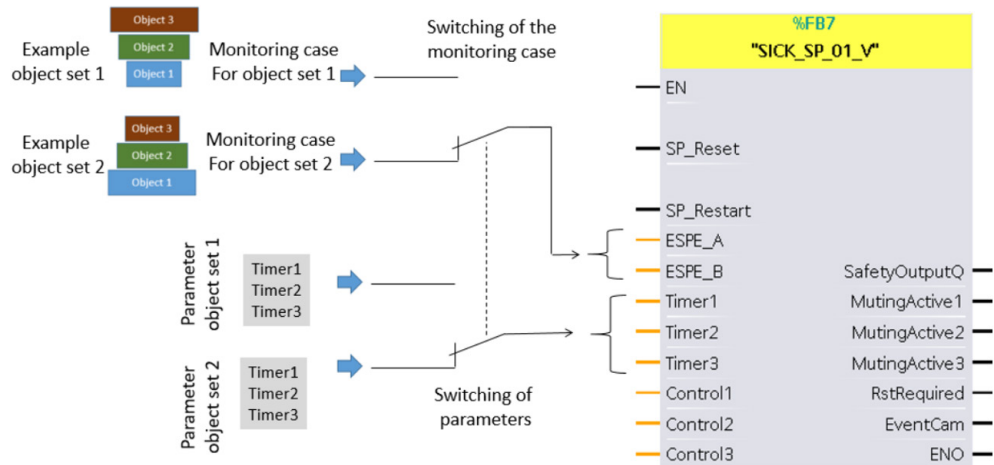 Object 3
Object 2
Object 1
Example
object set 1
Monitoring case
For object set 1
Switching of the
monitoring case
Object 3
Object 2
Object 1
Example
object set 2
Monitoring case
For object set 2
Parameter
object set 1
Timer1
Timer2
Timer3
Parameter
object set 2
Timer1
Timer2
Timer3
Switching of
parameters
%FB7
"SICK_SP_01_V"
EN
SP_Reset
SP_Restart
ESPE_A
ESPE_B
Timer1
Timer2
Timer3
Control1
Control2
Control3
SafetyOutputQ
MutingActive1
MutingActive2
MutingActive3
RstRequired
EventCam
ENO